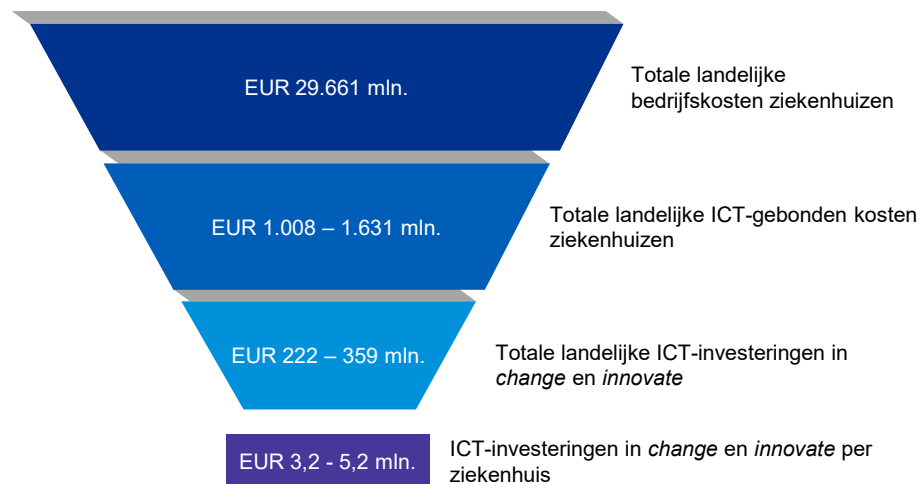 EUR 29.661 mln.
Totale landelijke
bedrijfskosten ziekenhuizen
EUR 1.008 – 1.631 mln.
Totale landelijke ICT-gebonden kosten
ziekenhuizen
EUR 222 – 359 mln.
Totale landelijke ICT-investeringen in
change en innovate
EUR 3,2 - 5,2 mln.
ICT-investeringen in change en innovate per
ziekenhuis